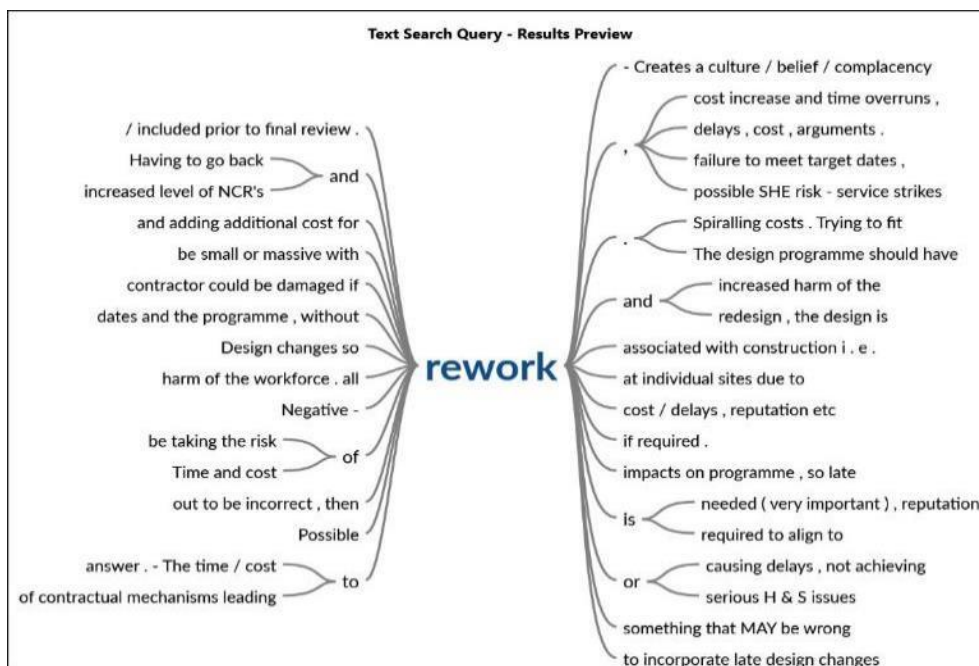 Text Search Query - Results Preview
/ included prior to final review .
Having to go back
increased level of NCR's
and
and adding additional cost for
be small or massive with
contractor could be damaged if
dates and the programme , without
Design changes so
harm of the workforce . all
Negative -
be taking the risk
Time and cost
of
out to be incorrect , then
Possible
answer . - The time / cost
of contractual mechanisms leading
to
rework
- Creates a culture / belief / complacency
,
cost increase and time overruns ,
delays , cost , arguments .
failure to meet target dates ,
possible SHE risk - service strikes
.
Spiralling costs . Trying to fit
The design programme should have
and
increased harm of the
redesign , the design is
associated with construction i . e .
at individual sites due to
cost / delays , reputation etc
if required .
impacts on programme , so late
is
needed ( very important ) , reputation
required to align to
or
causing delays , not achieving
serious H & S issues
something that MAY be wrong
to incorporate late design changes